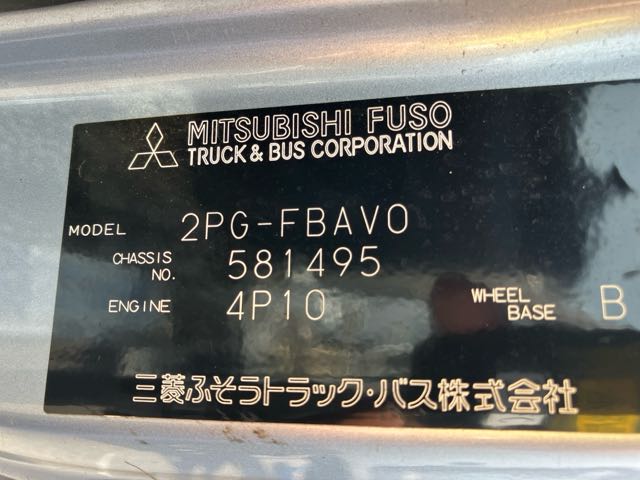 MITSUBISHI FUSO
TRUCK & BUS CORPORATION
MODEL 2PG-FBAV0
CHASSIS NO. 581495
ENGINE 4P10 WHEEL BASE B
三菱ふそうトラック・バス株式会社